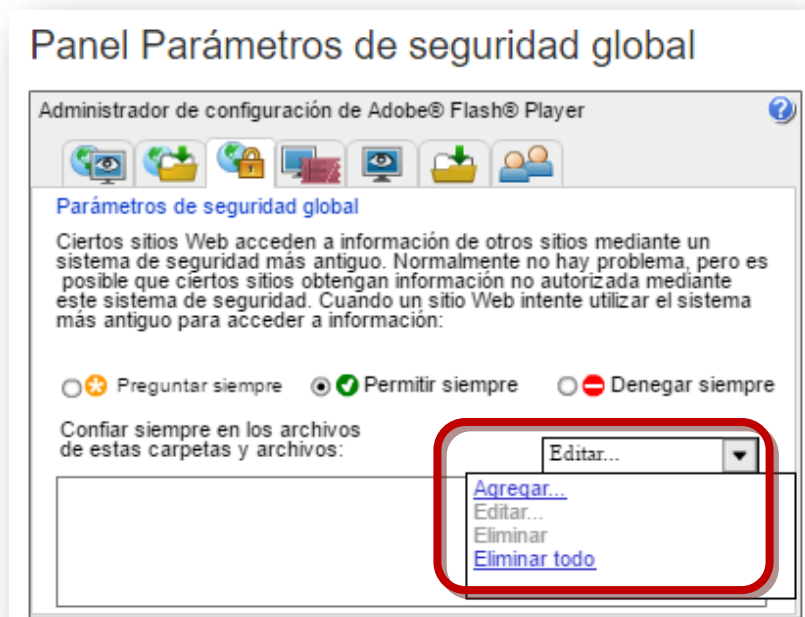 Panel Parámetros de seguridad global
Administrador de configuración de Adobe® Flash® Player
Parámetros de seguridad global
Ciertos sitios Web acceden a información de otros sitios mediante un
sistema de seguridad más antiguo. Normalmente no hay problema, pero es
posible que ciertos sitios obtengan información no autorizada mediante
este sistema de seguridad. Cuando un sitio Web intente utilizar el sistema
más antiguo para acceder a información:
Preguntar siempre Permitir siempre Denegar siempre
Confiar siempre en los archivos
de estas carpetas y archivos:
Editar...
Agregar...
Editar...
Eliminar
Eliminar todo